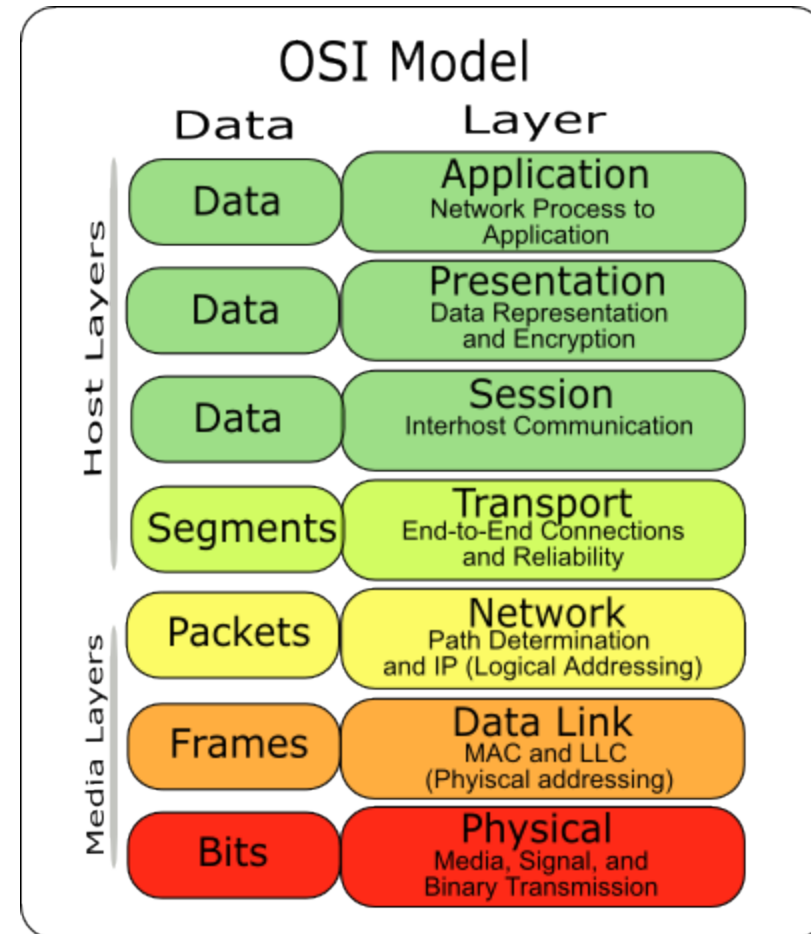 OSI Model
Data Layer
Host Layers
Data
Application
Network Process to
Application
Data
Presentation
Data Representation
and Encryption
Data
Session
Interhost Communication
Segments
Transport
End-to-End Connections
and Reliability
Media Layers
Packets
Network
Path Determination
and IP (Logical Addressing)
Frames
Data Link
MAC and LLC
(Phyiscal addressing)
Bits
Physical
Media, Signal, and
Binary Transmission